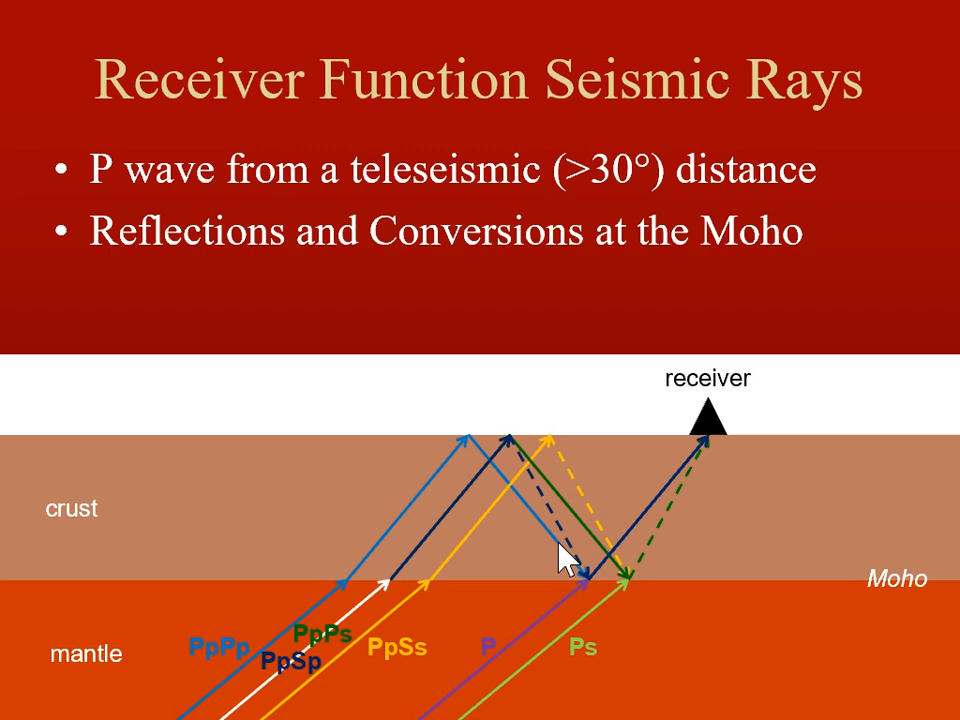 Receiver Function Seismic Rays
• P wave from a teleseismic (>30°) distance
• Reflections and Conversions at the Moho
receiver
crust
Moho
mantle
PpPp
PpPs
PpSp
PpSs
P
Ps